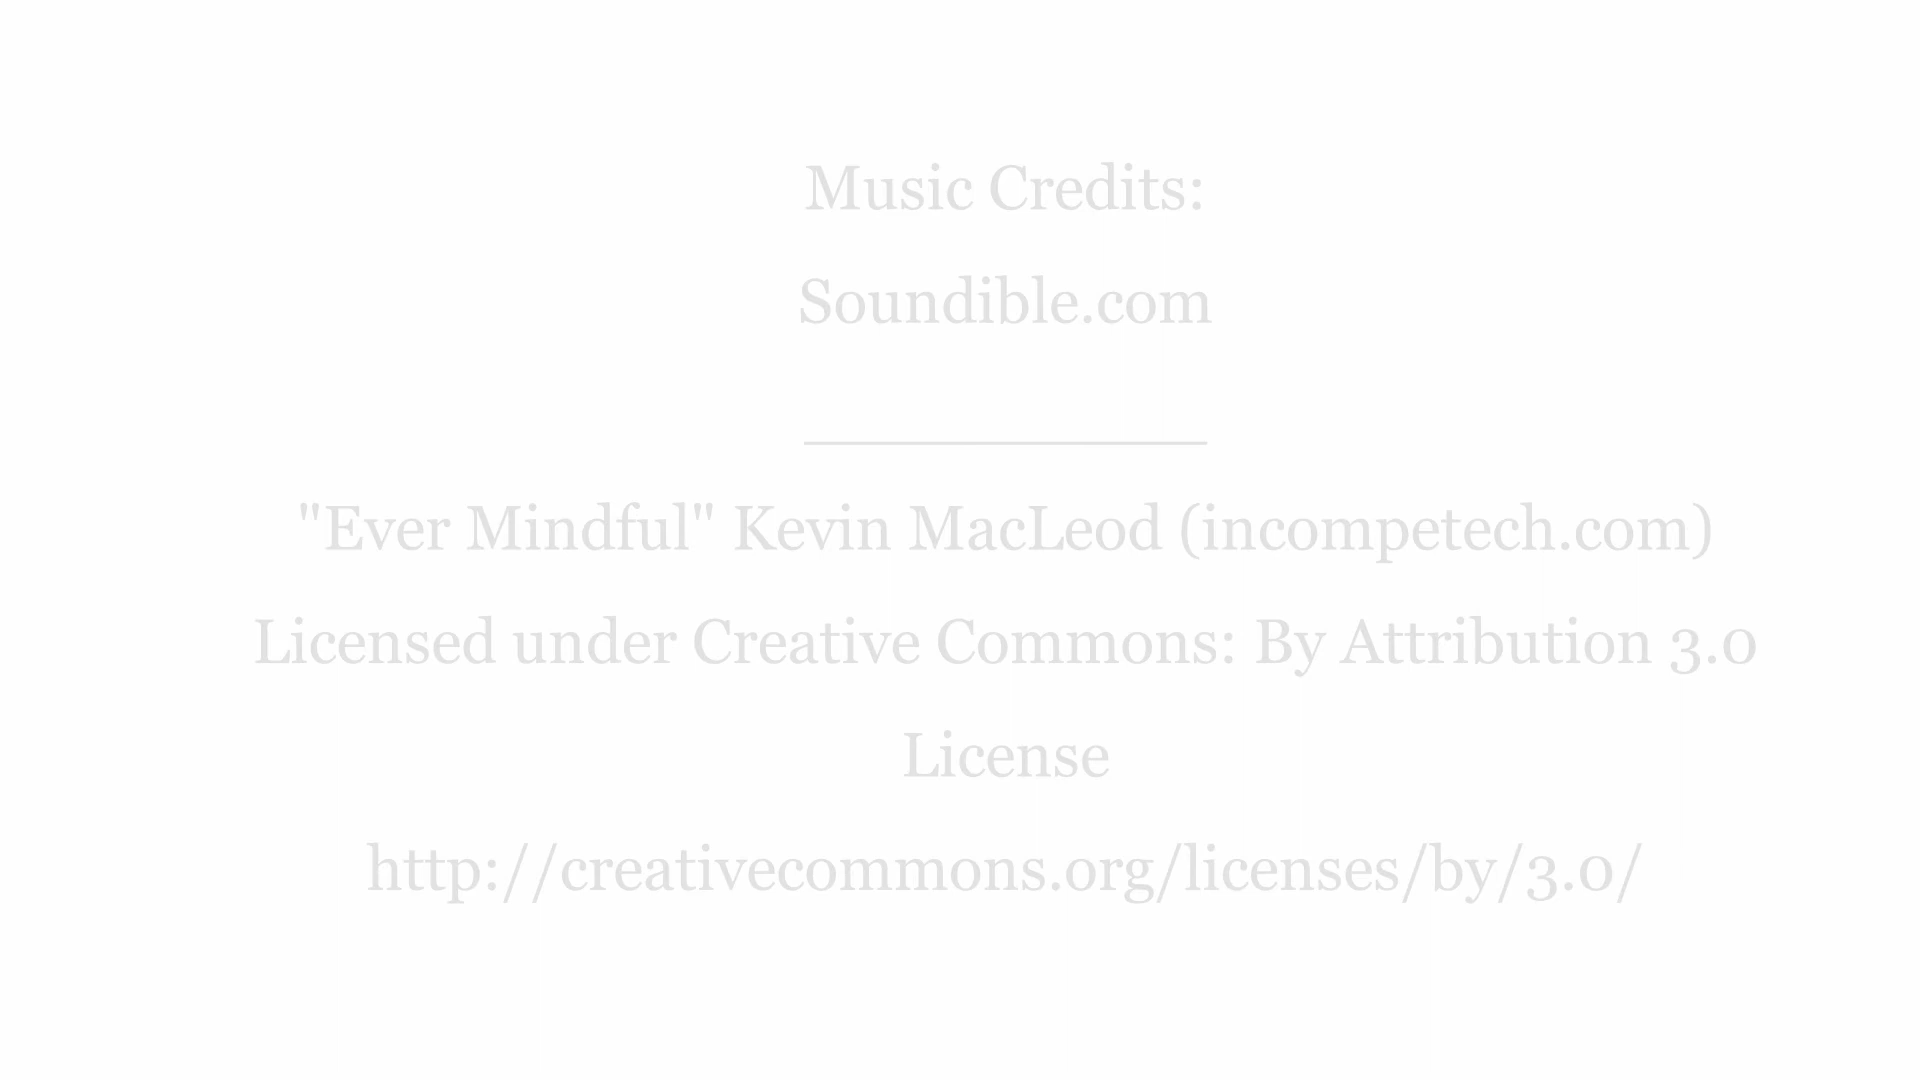 Music Credits:
Soundible.com
"Ever Mindful" Kevin MacLeod (incompetech.com)
Licensed under Creative Commons: By Attribution 3.0
License
http://creativecommons.org/licenses/by/3.0/